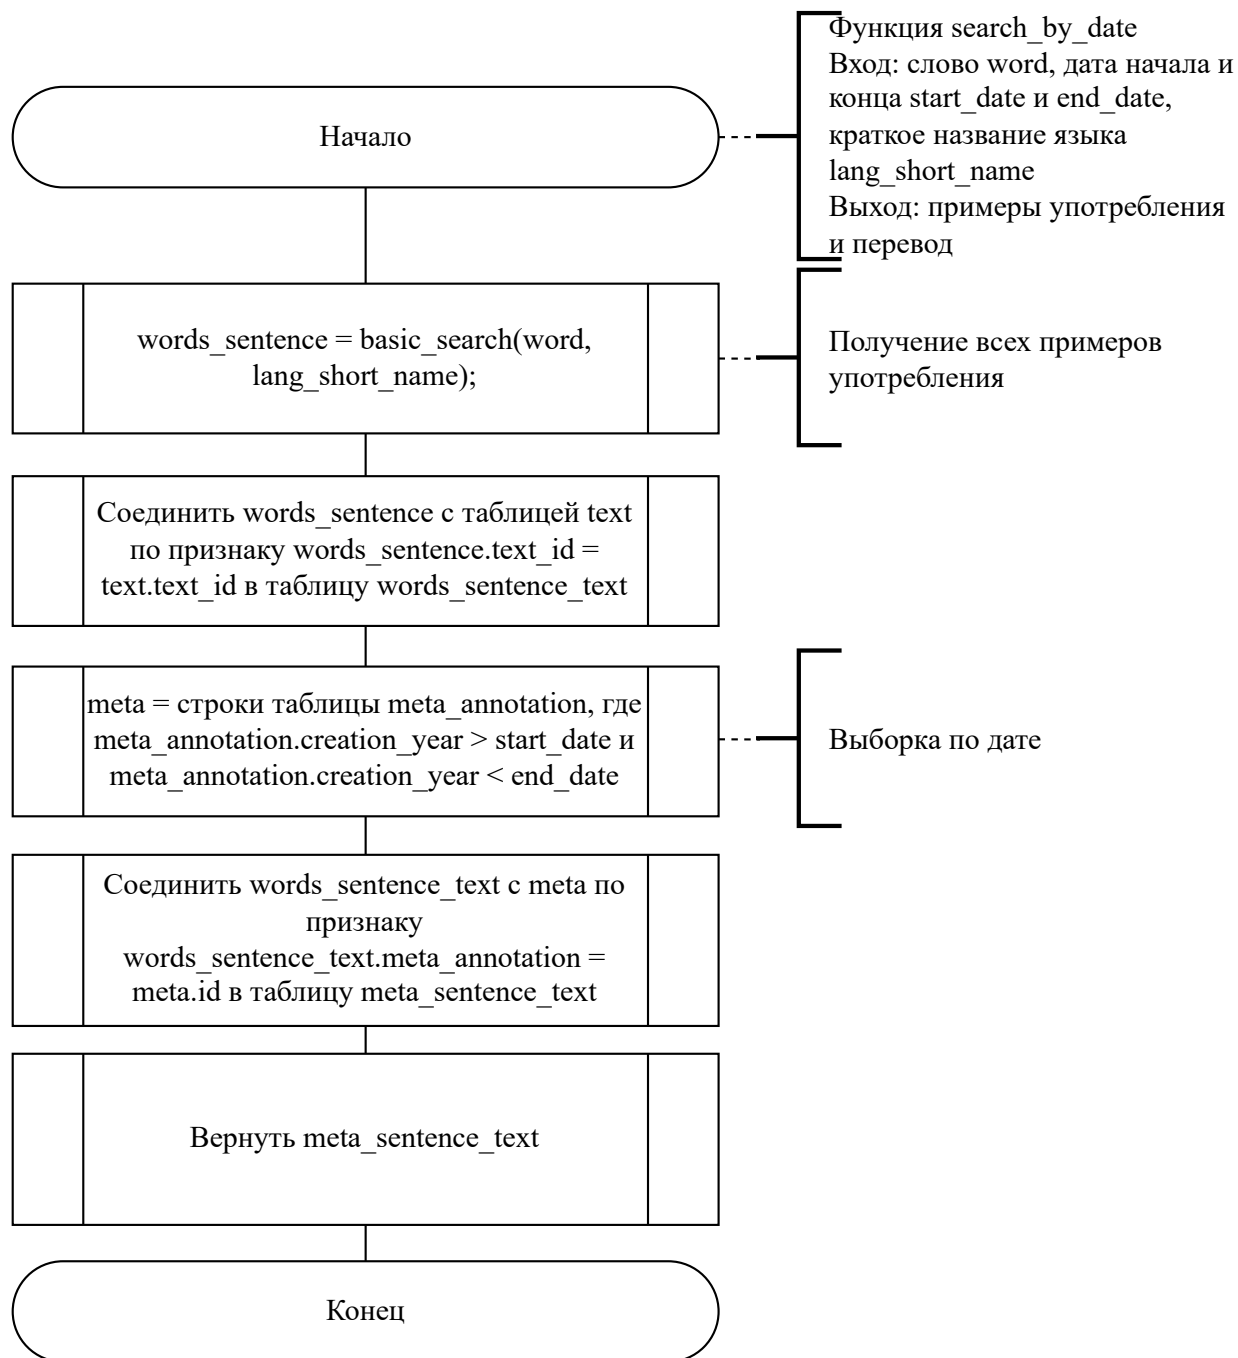 Функция search_by_date
Вход: слово word, дата начала и
конца start_date и end_date,
краткое название языка
lang_short_name
Выход: примеры употребления
и перевод
Начало
words_sentence = basic_search(word,
lang_short_name);
Получение всех примеров
употребления
Соединить words_sentence с таблицей text
по признаку words_sentence.text_id =
text.text_id в таблицу words_sentence_text
meta = строки таблицы meta_annotation, где
meta_annotation.creation_year > start_date и
meta_annotation.creation_year < end_date
Выборка по дате
Соединить words_sentence_text с meta по
признаку
words_sentence_text.meta_annotation =
meta.id в таблицу meta_sentence_text
Вернуть meta_sentence_text
Конец